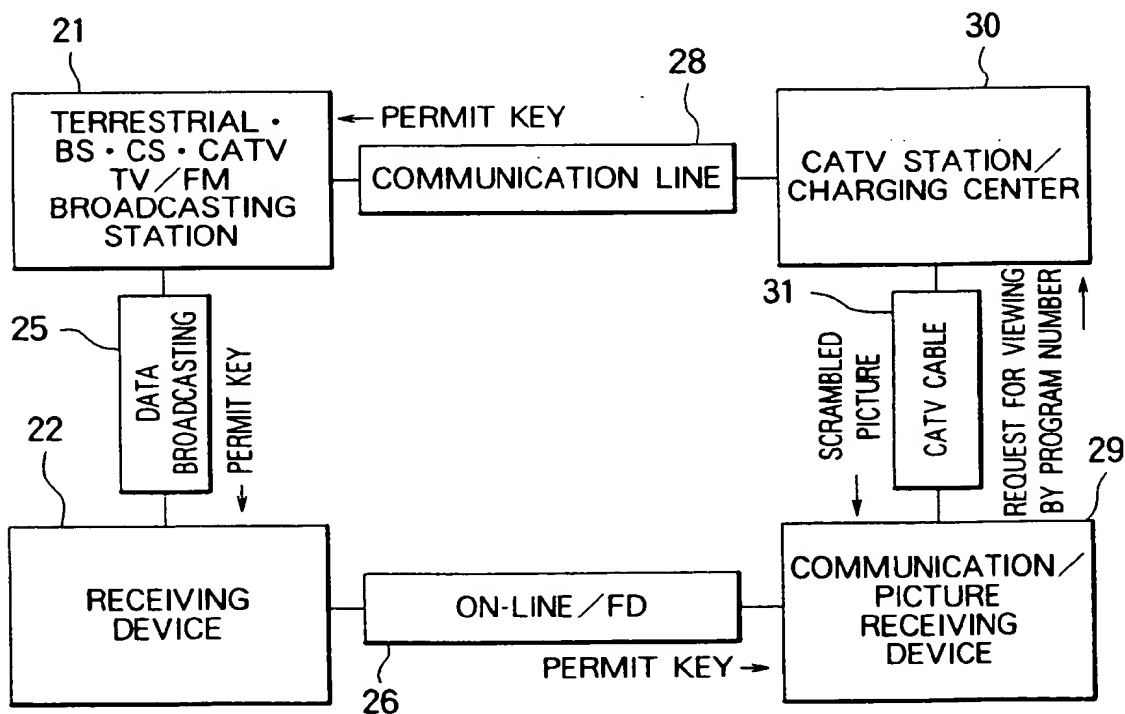 21
30
28
TERRESTRIAL・
BS・CS・CATV
TV/FM
BROADCASTING
STATION
← PERMIT KEY
COMMUNICATION LINE
CATV STATION/
CHARGING CENTER
25
DATA
BROADCASTING
PERMIT KEY
↓
31
SCRAMBLED
PICTURE
↓
CATV CABLE
REQUEST FOR VIEWING
BY PROGRAM NUMBER
↑
22
29
RECEIVING
DEVICE
ON-LINE/FD
COMMUNICATION/
PICTURE
RECEIVING
DEVICE
26
PERMIT KEY →